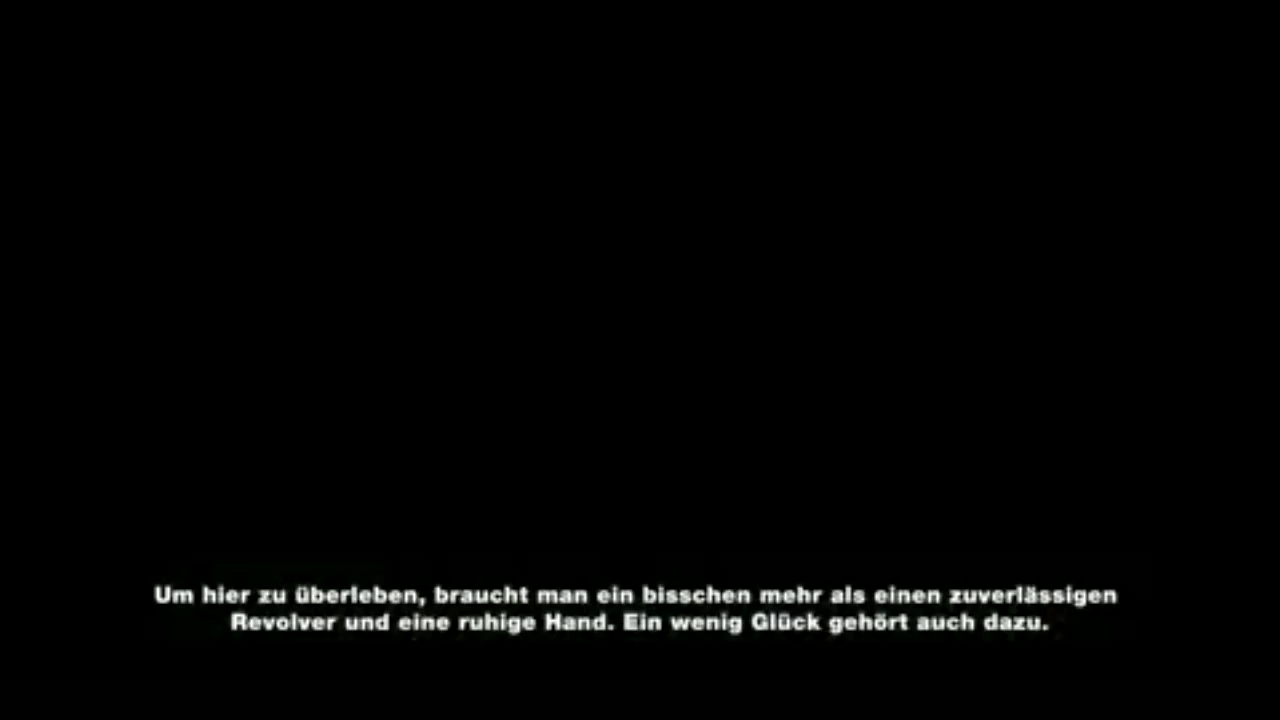 Um hier zu überleben, braucht man ein bisschen mehr als einen zuverlässigen
Revolver und eine ruhige Hand. Ein wenig Glück gehört auch dazu.